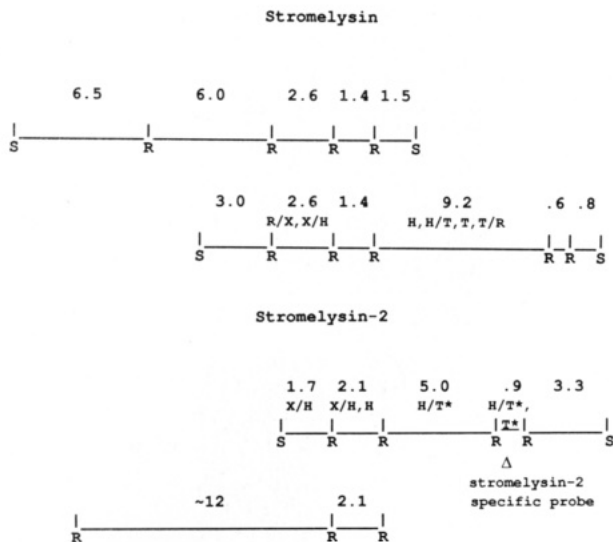 Stromelysin
6.5 6.0 2.6 1.4 1.5
S R R R R S
3.0 2.6 1.4 9.2 .6 .8
R/X,X/H H,H/T,T,T/R
S R R R R R S
Stromelysin-2
1.7 2.1 5.0 .9 3.3
X/H X/H,H H/T* H/T*,
T*
S R R R R S
Δ
stromelysin-2
specific probe
~12 2.1
R R R